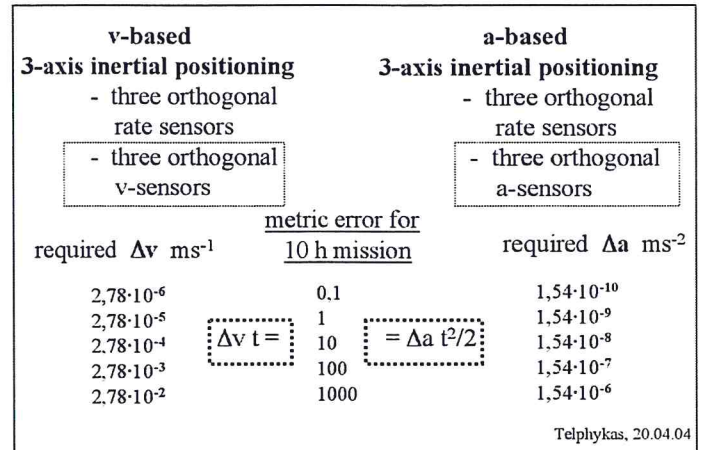 v-based
3-axis inertial positioning
- three orthogonal
rate sensors
- three orthogonal
v-sensors
a-based
3-axis inertial positioning
- three orthogonal
rate sensors
- three orthogonal
a-sensors
required Δv ms⁻¹
metric error for
10 h mission
required Δa ms⁻²
2,78·10⁻⁶ 0,1 1,54·10⁻¹⁰
2,78·10⁻⁵ 1 1,54·10⁻⁹
2,78·10⁻⁴ Δv t = 10 = Δa t²/2 1,54·10⁻⁸
2,78·10⁻³ 100 1,54·10⁻⁷
2,78·10⁻² 1000 1,54·10⁻⁶
Telphykas, 20.04.04